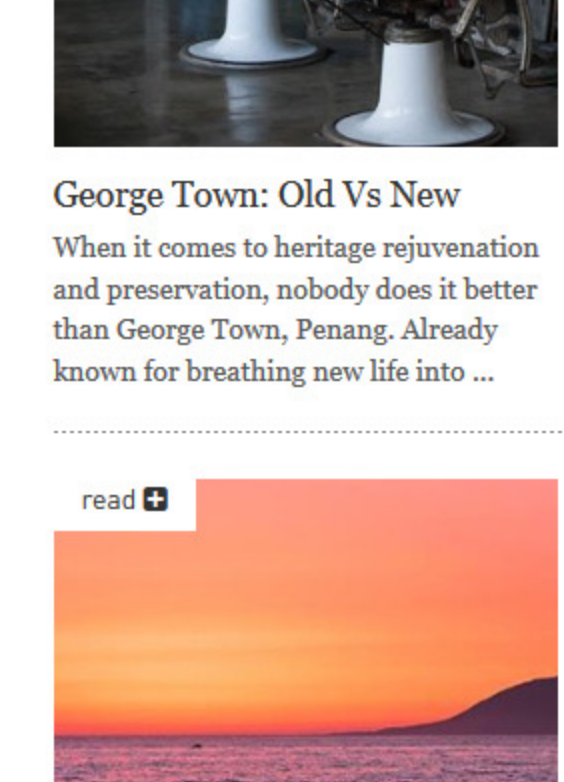 George Town: Old Vs New
When it comes to heritage rejuvenation
and preservation, nobody does it better
than George Town, Penang. Already
known for breathing new life into ...
read